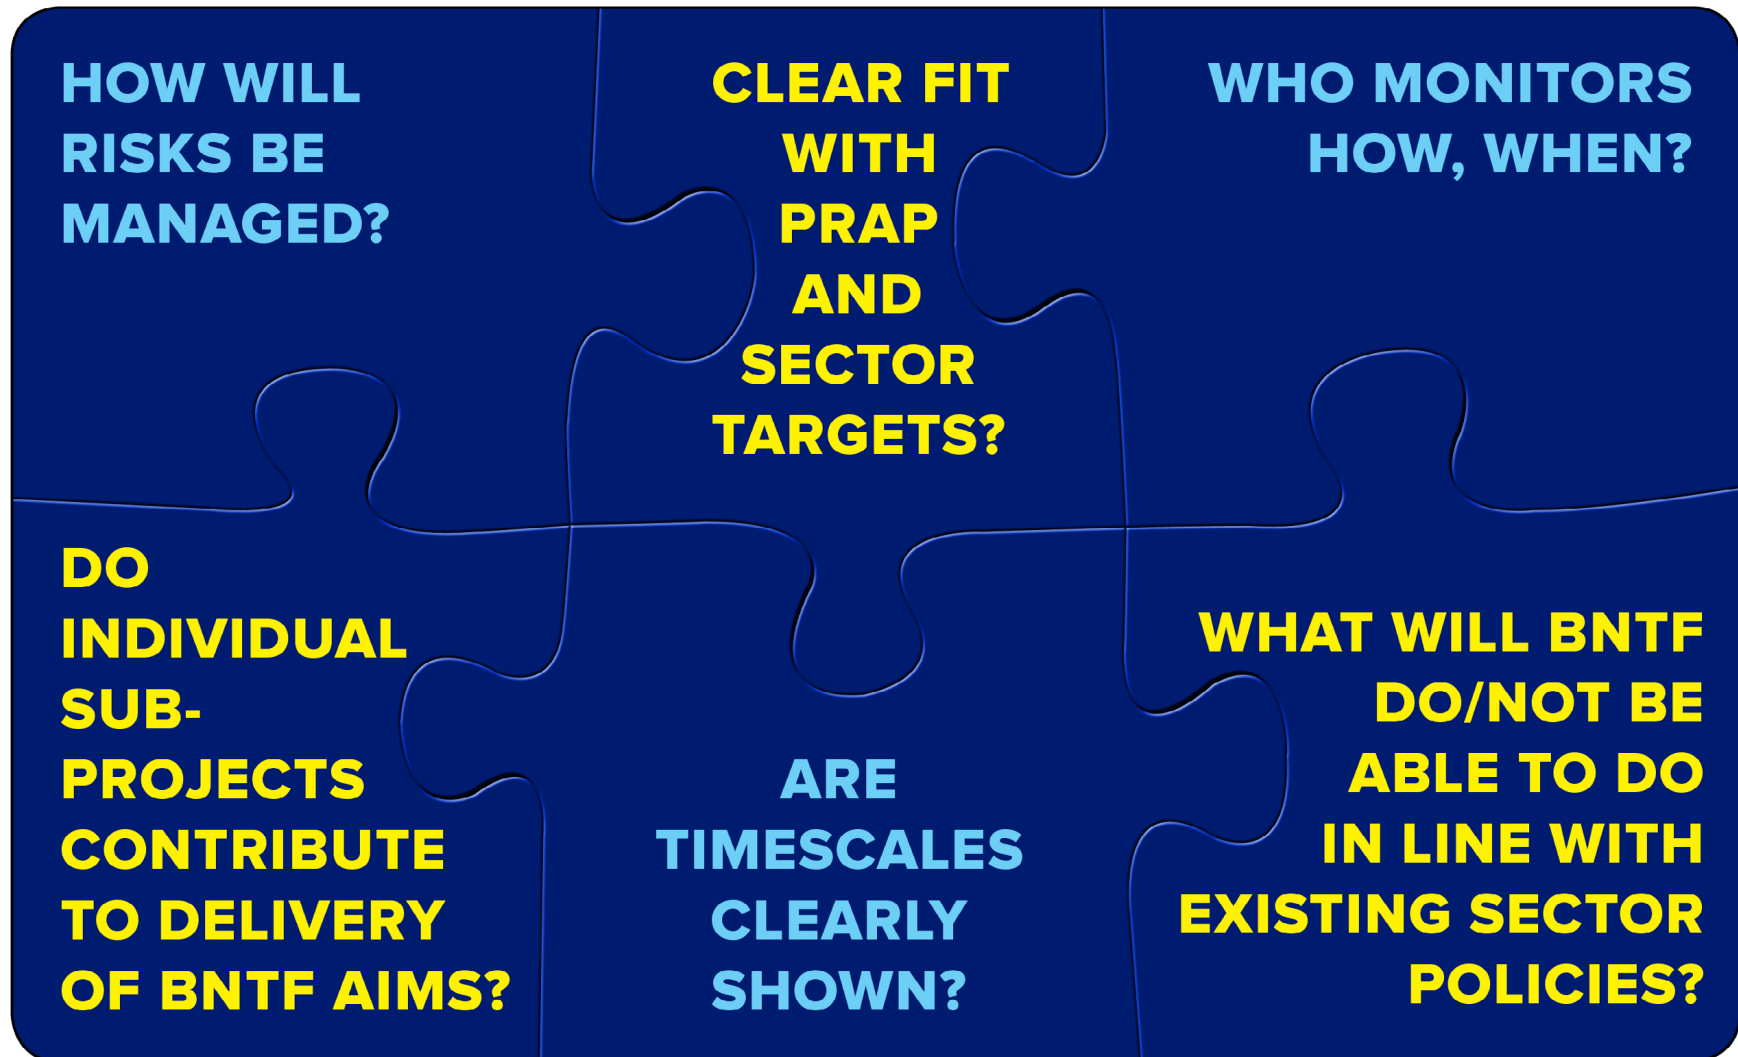 HOW WILL
RISKS BE
MANAGED?
CLEAR FIT
WITH
PRAP
AND
SECTOR
TARGETS?
WHO MONITORS
HOW, WHEN?
DO
INDIVIDUAL
SUB-
PROJECTS
CONTRIBUTE
TO DELIVERY
OF BNTF AIMS?
ARE
TIMESCALES
CLEARLY
SHOWN?
WHAT WILL BNTF
DO/NOT BE
ABLE TO DO
IN LINE WITH
EXISTING SECTOR
POLICIES?